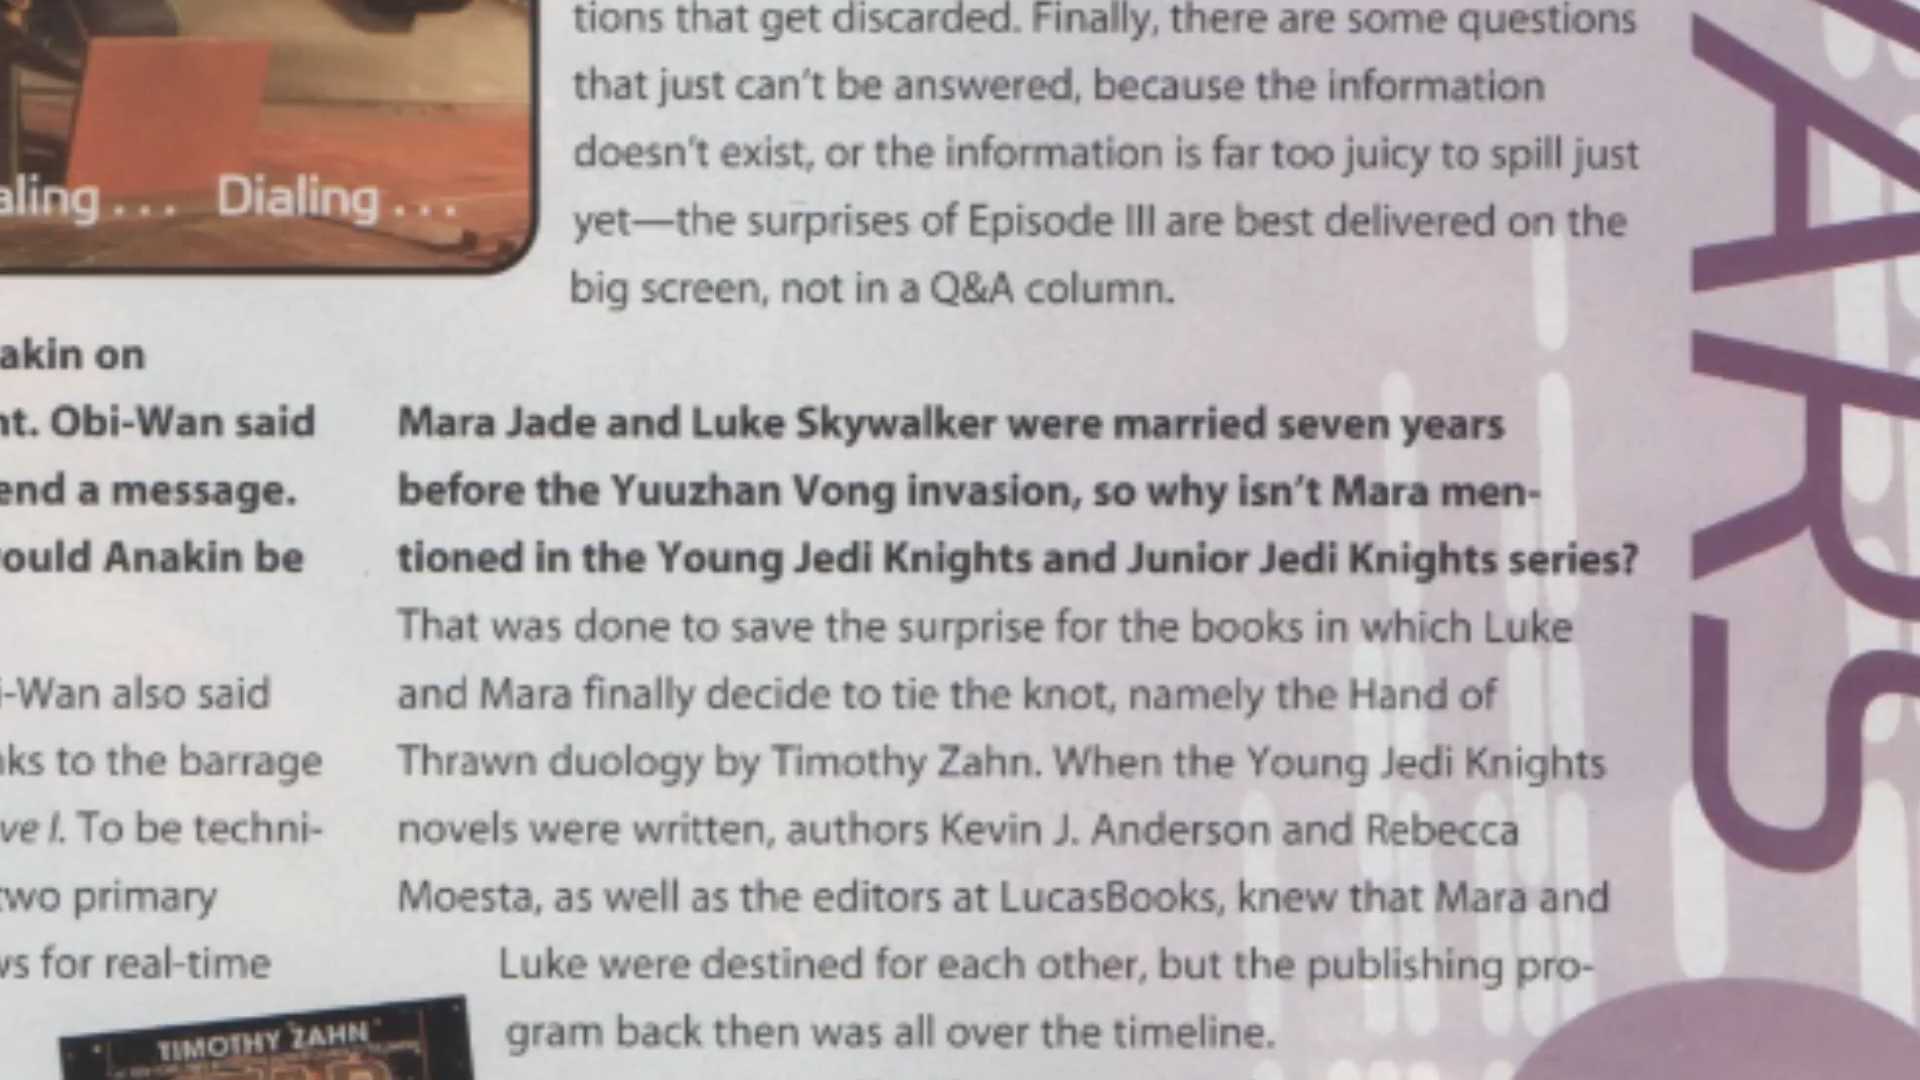 aling... Dialing...
akin on
nt. Obi-Wan said
end a message.
ould Anakin be
i-Wan also said
ks to the barrage
ve I. To be techni-
two primary
ws for real-time
TIMOTHY ZAHN
tions that get discarded. Finally, there are some questions
that just can't be answered, because the information
doesn't exist, or the information is far too juicy to spill just
yet—the surprises of Episode III are best delivered on the
big screen, not in a Q&A column.
Mara Jade and Luke Skywalker were married seven years
before the Yuuzhan Vong invasion, so why isn't Mara men-
tioned in the Young Jedi Knights and Junior Jedi Knights series?
That was done to save the surprise for the books in which Luke
and Mara finally decide to tie the knot, namely the Hand of
Thrawn duology by Timothy Zahn. When the Young Jedi Knights
novels were written, authors Kevin J. Anderson and Rebecca
Moesta, as well as the editors at LucasBooks, knew that Mara and
Luke were destined for each other, but the publishing pro-
gram back then was all over the timeline.
ARS